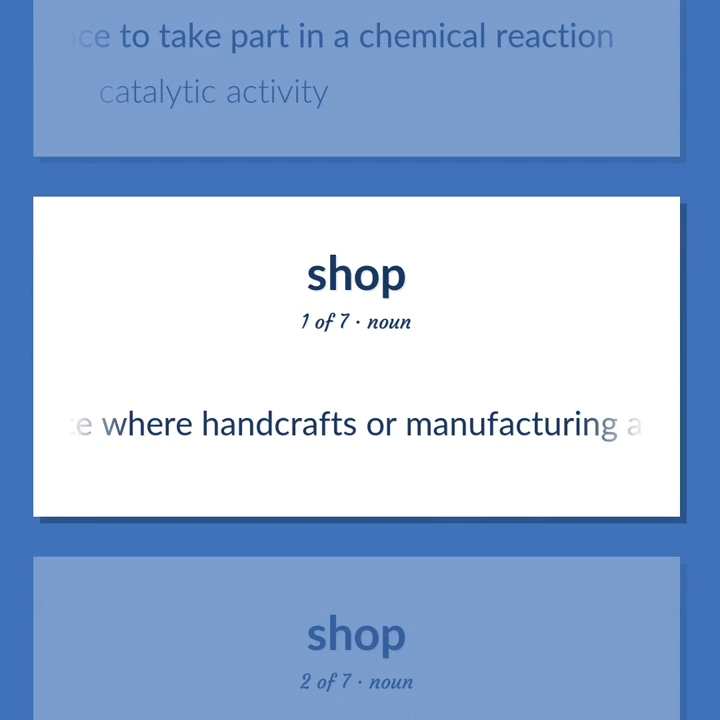 to take part in a chemical reaction
catalytic activity
shop
1 of 7 · noun
where handcrafts or manufacturing
shop
2 of 7 · noun